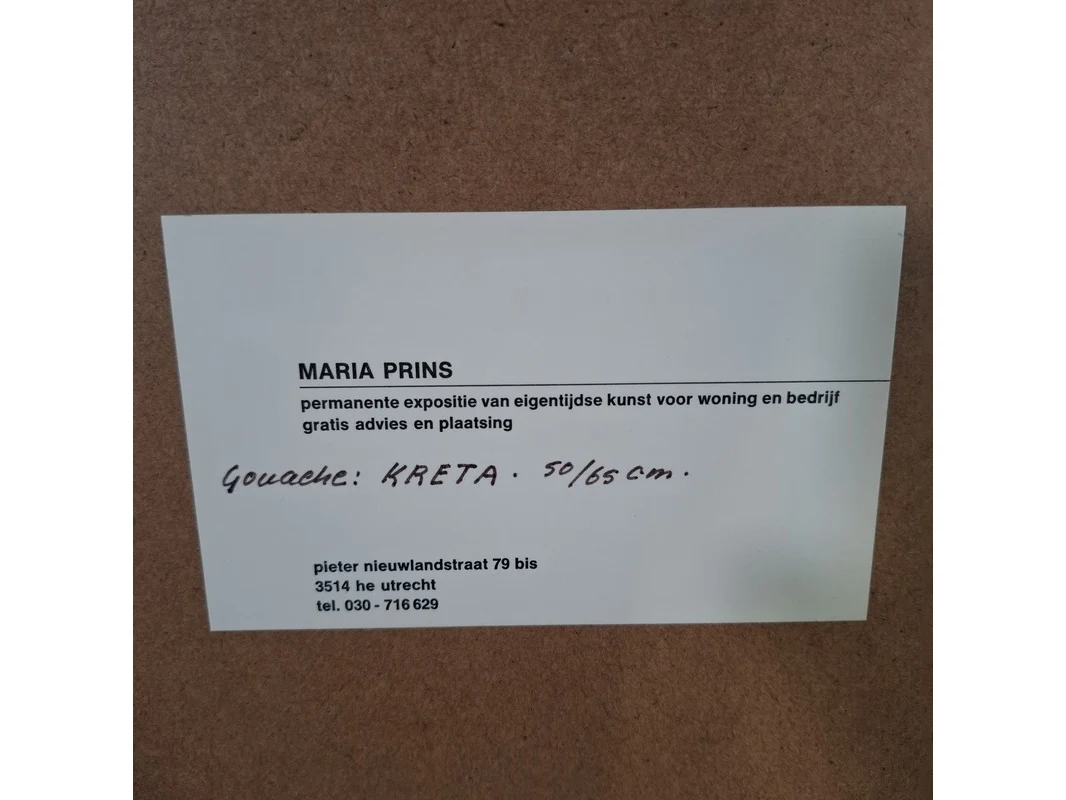 MARIA PRINS
permanente expositie van eigentijdse kunst voor woning en bedrijf
gratis advies en plaatsing
Gouache: KRETA. 50/65 cm.
pieter nieuwlandstraat 79 bis
3514 he utrecht
tel. 030 - 716 629